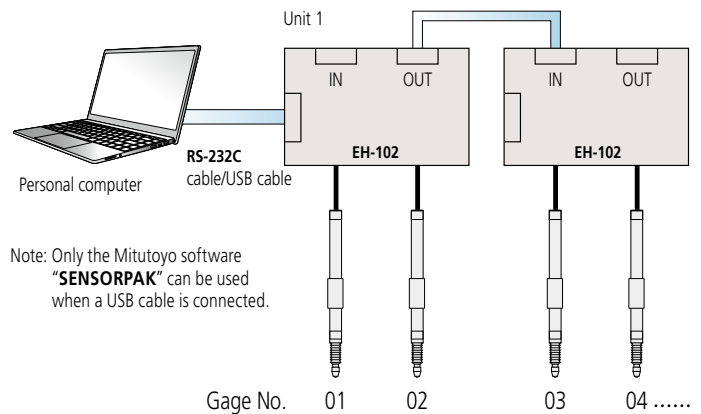 Unit 1
IN
OUT
IN
OUT
EH-102
EH-102
RS-232C
cable/USB cable
Personal computer
Note: Only the Mitutoyo software
“SENSORPAK” can be used
when a USB cable is connected.
Gage No. 01 02 03 04 ......